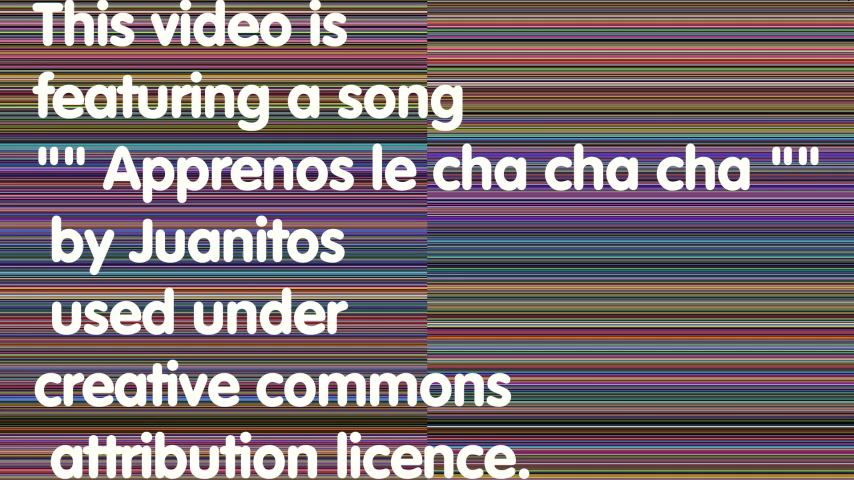 This video is
featuring a song
"" Apprenos le cha cha cha ""
by Juanitos
used under
creative commons
attribution licence.